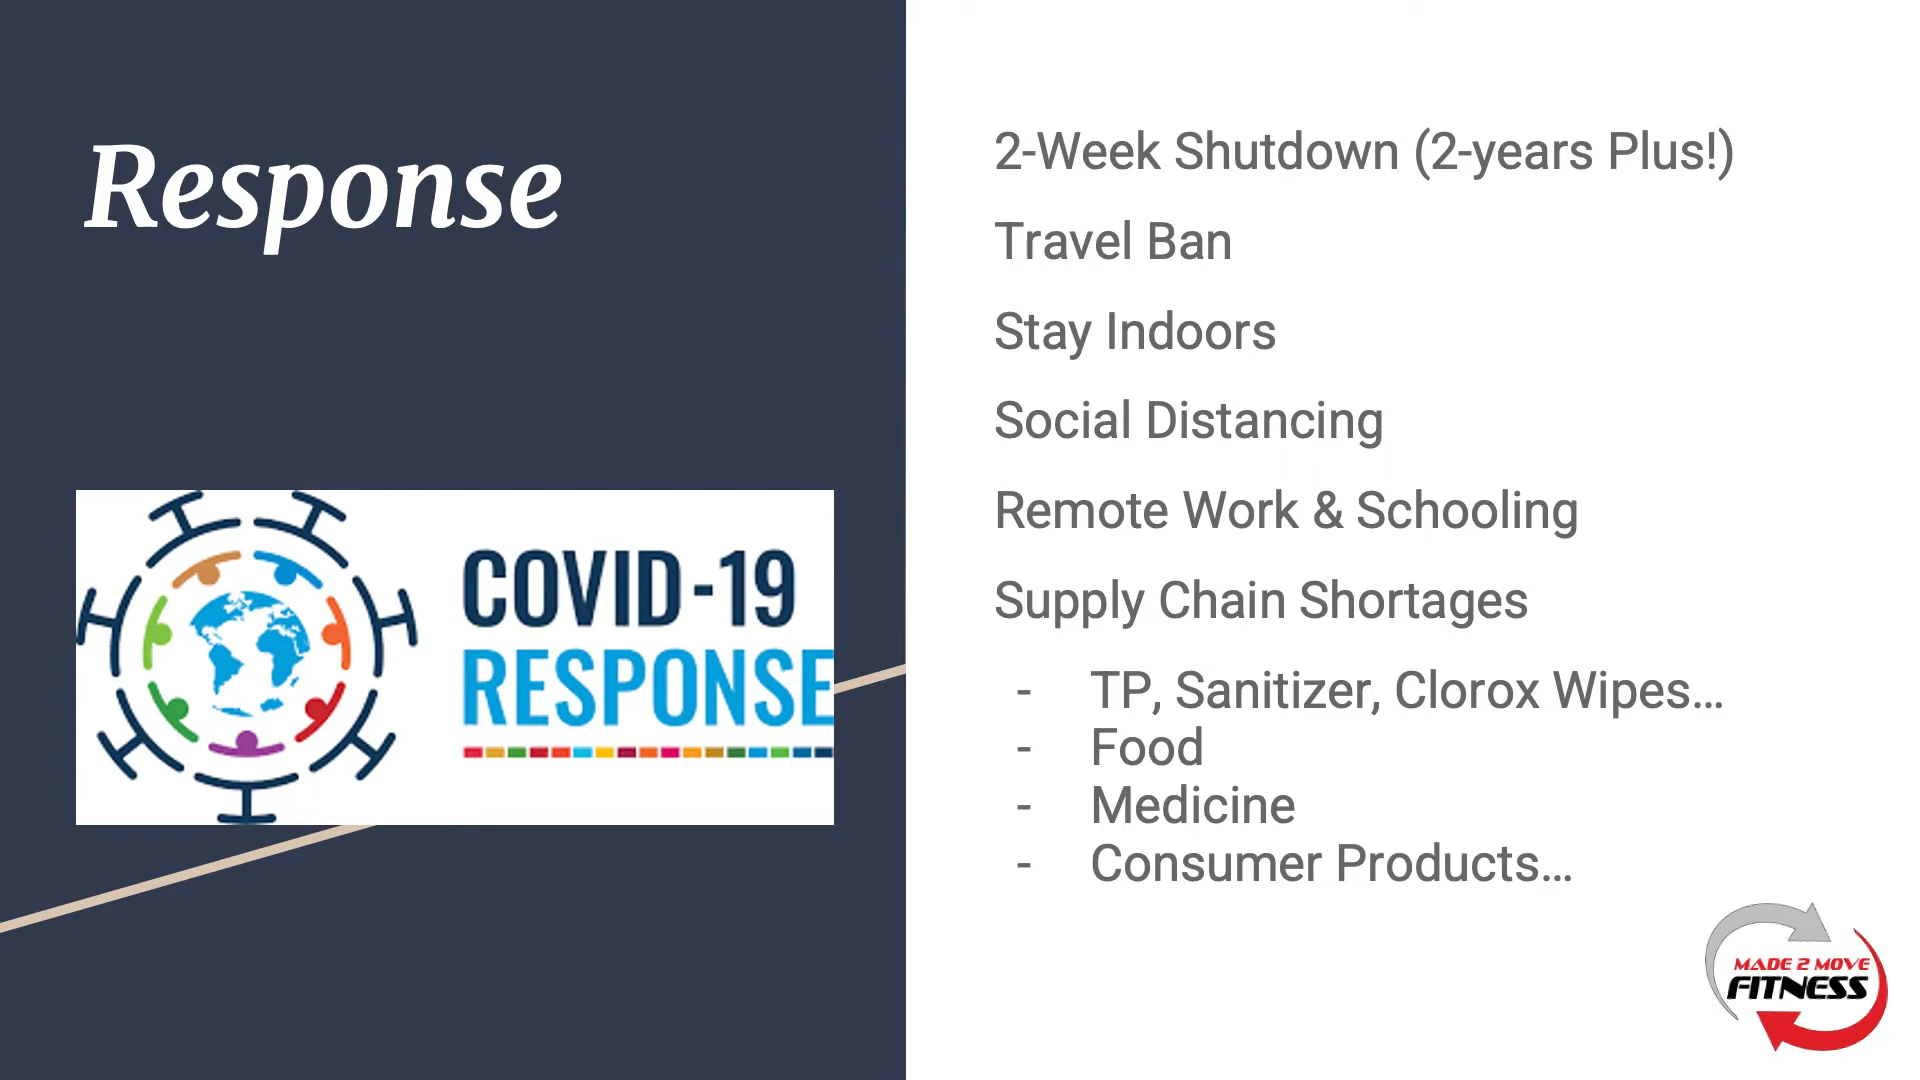 Response
COVID-19
RESPONSE
2-Week Shutdown (2-years Plus!)
Travel Ban
Stay Indoors
Social Distancing
Remote Work & Schooling
Supply Chain Shortages
- TP, Sanitizer, Clorox Wipes...
- Food
- Medicine
- Consumer Products...
MADE 2 MOVE
FITNESS